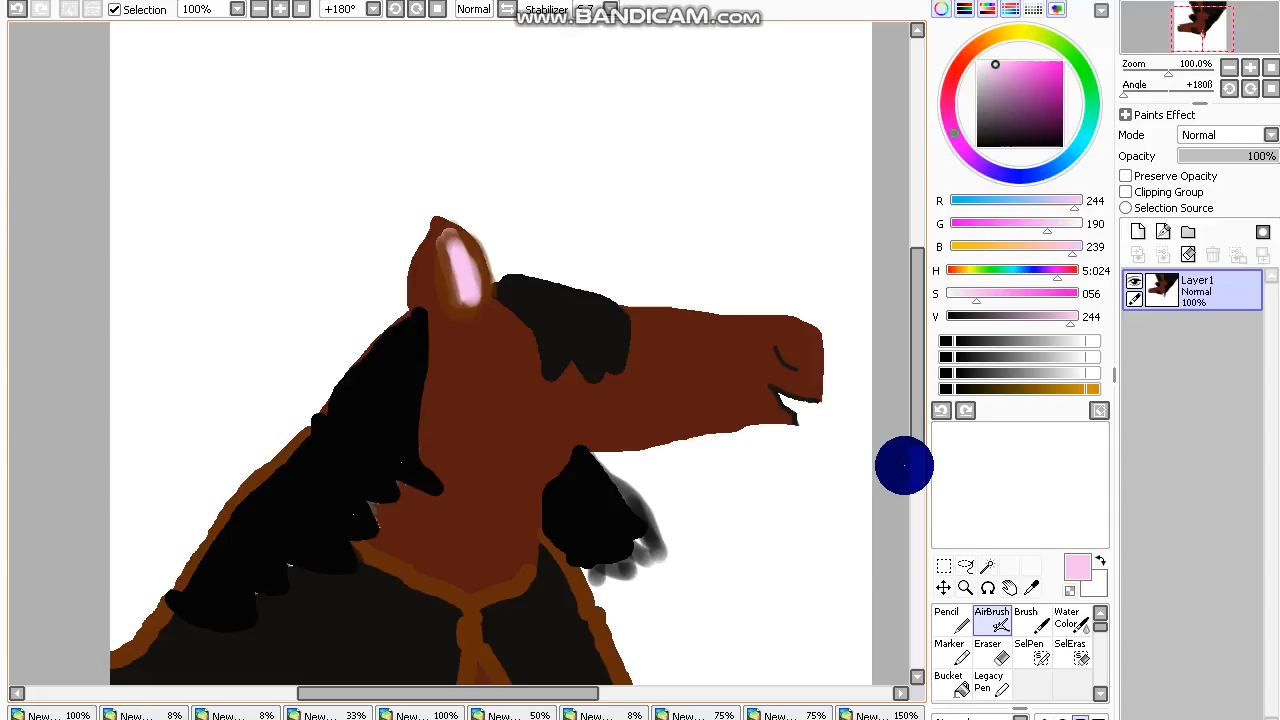 Selection 100% +180° Normal Stabilizer
WWW.BANDICAM.COM
Zoom 100.0%
Angle +180θ
Paints Effect
Mode Normal
Opacity 100%
Preserve Opacity
Clipping Group
Selection Source
R 244
G 190
B 239
H 5:024
S 056
V 244
Layer1
Normal
100%
Pencil AirBrush Brush Water Color
Marker Eraser SelPen SelEras
Bucket Legacy Pen
New... 100% New... 8% New... 8% New... 33% New... 100% New... 50% New... 8% New... 75% New... 75% New... 150%